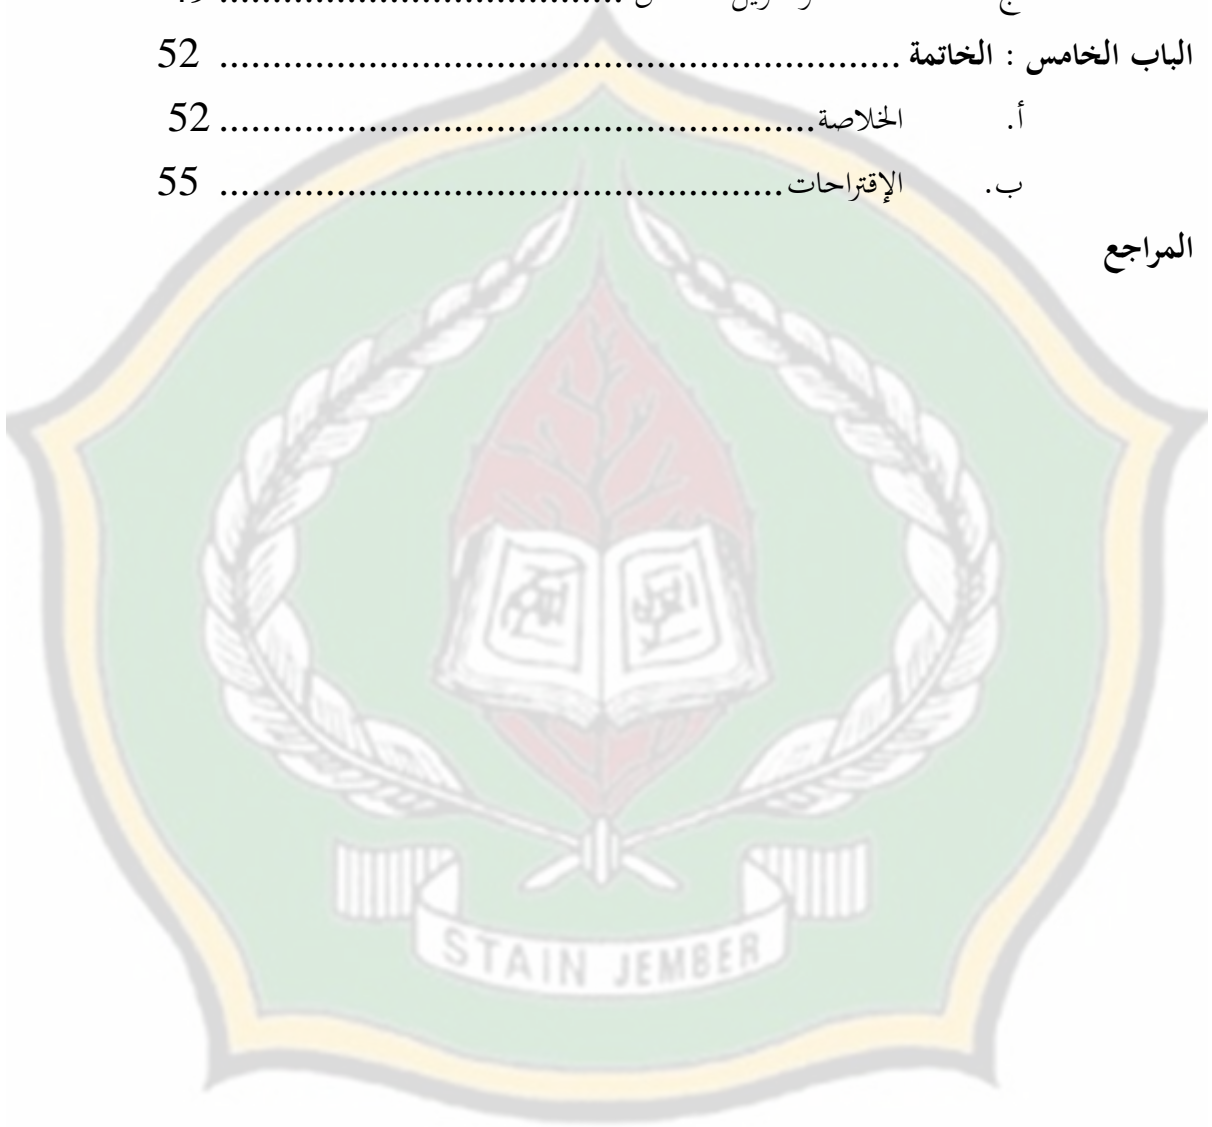 الباب الخامس : الخاتمة ................................................................ 52
أ. الخلاصة........................................................ 52
ب. الإقتراحات..................................................... 55
المراجع
STAIN JEMBER